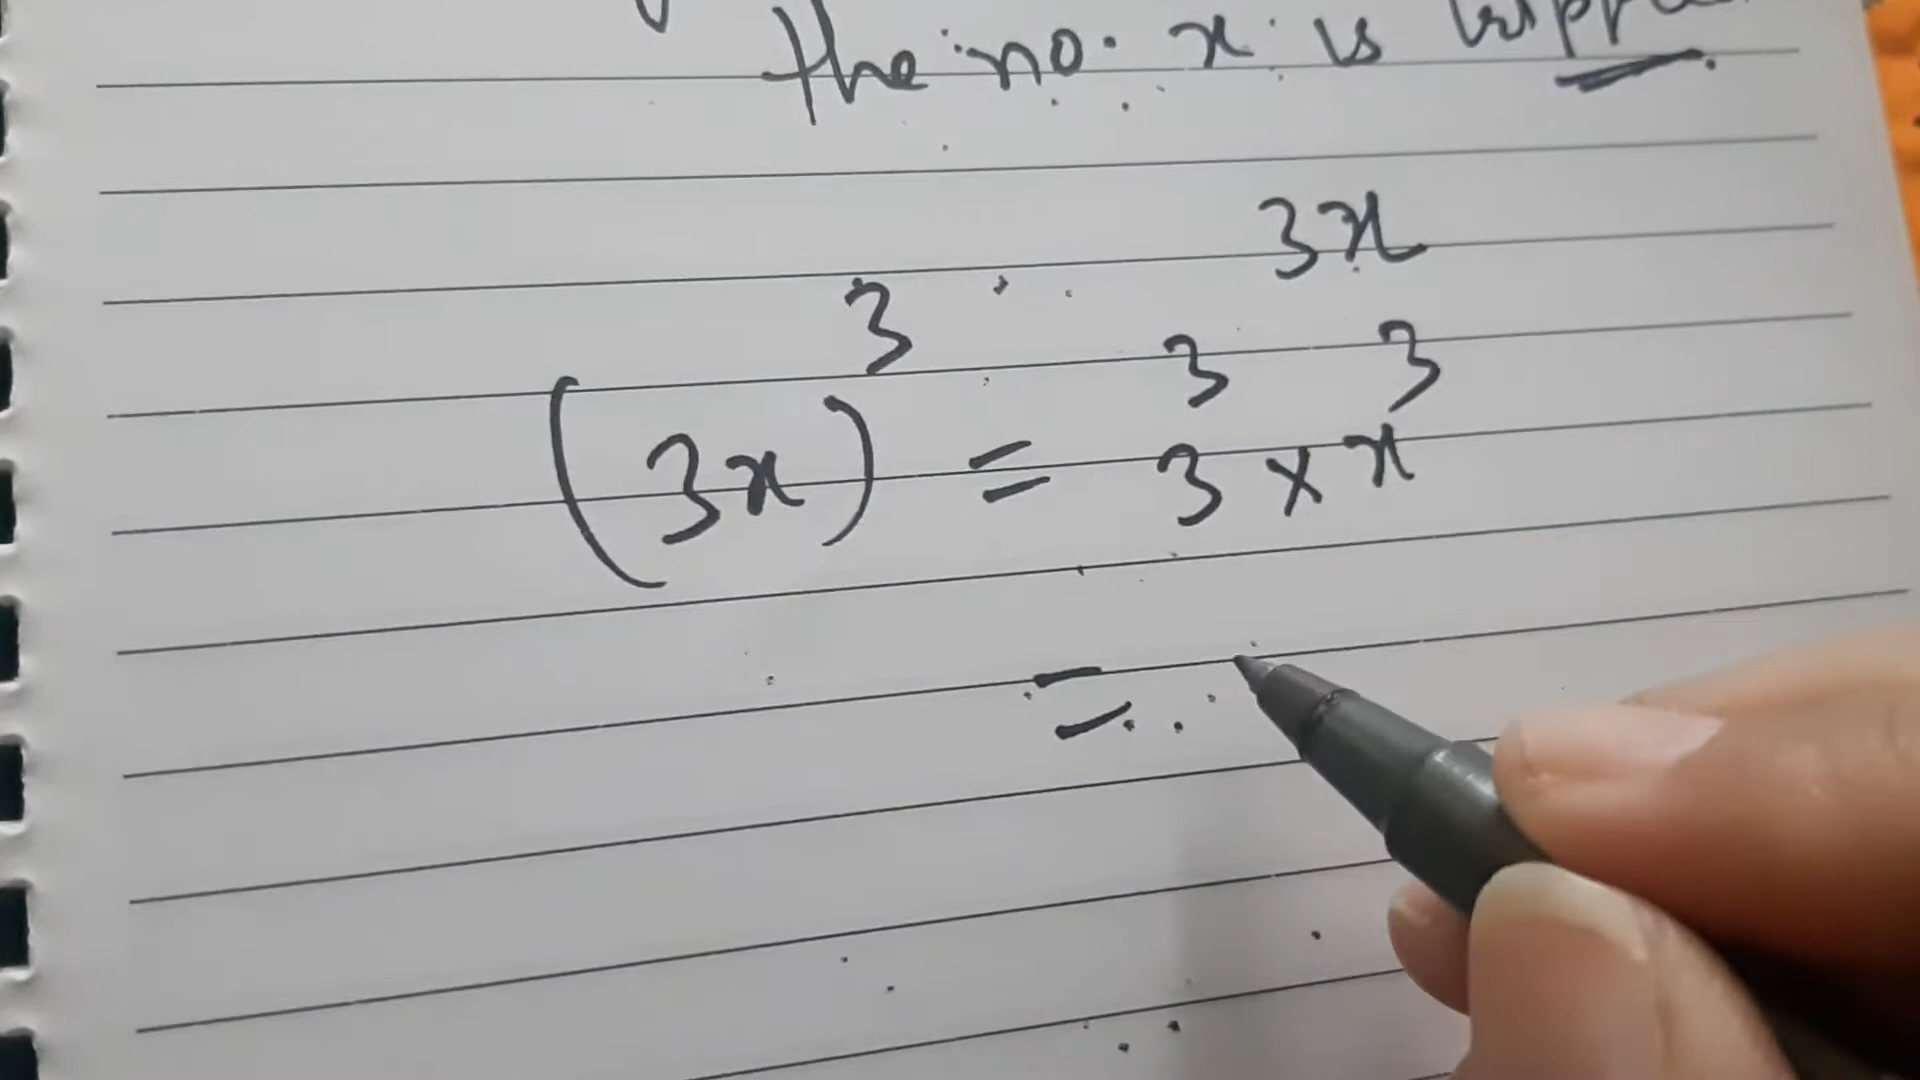 the no. x is
3x
(3x)³ = 3³ × x³
=